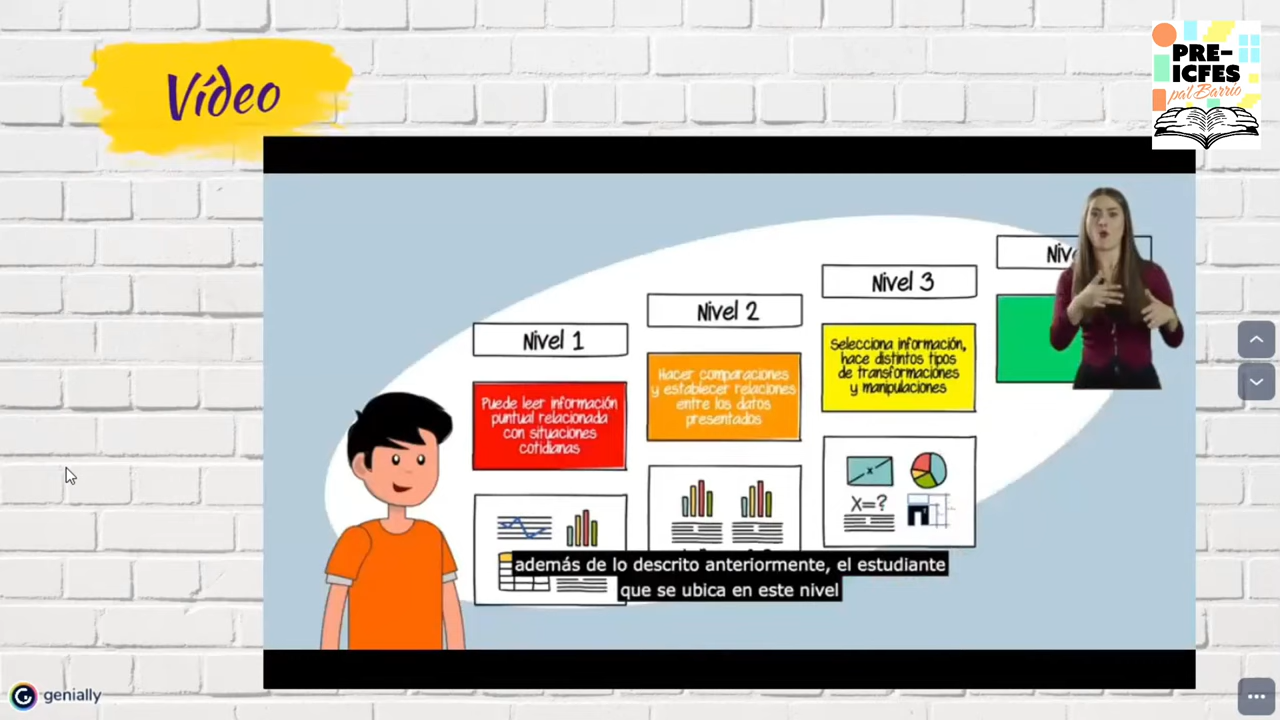 Vídeo
PRE-
ICFES
pal Barrio
Nivel 1
Puede leer información
puntual relacionada
con situaciones
cotidianas
Nivel 2
Hacer comparaciones
y establecer relaciones
entre los datos
presentados
Nivel 3
Selecciona información,
hace distintos tipos
de transformaciones
y manipulaciones
x
X=?
además de lo descrito anteriormente, el estudiante
que se ubica en este nivel
genially